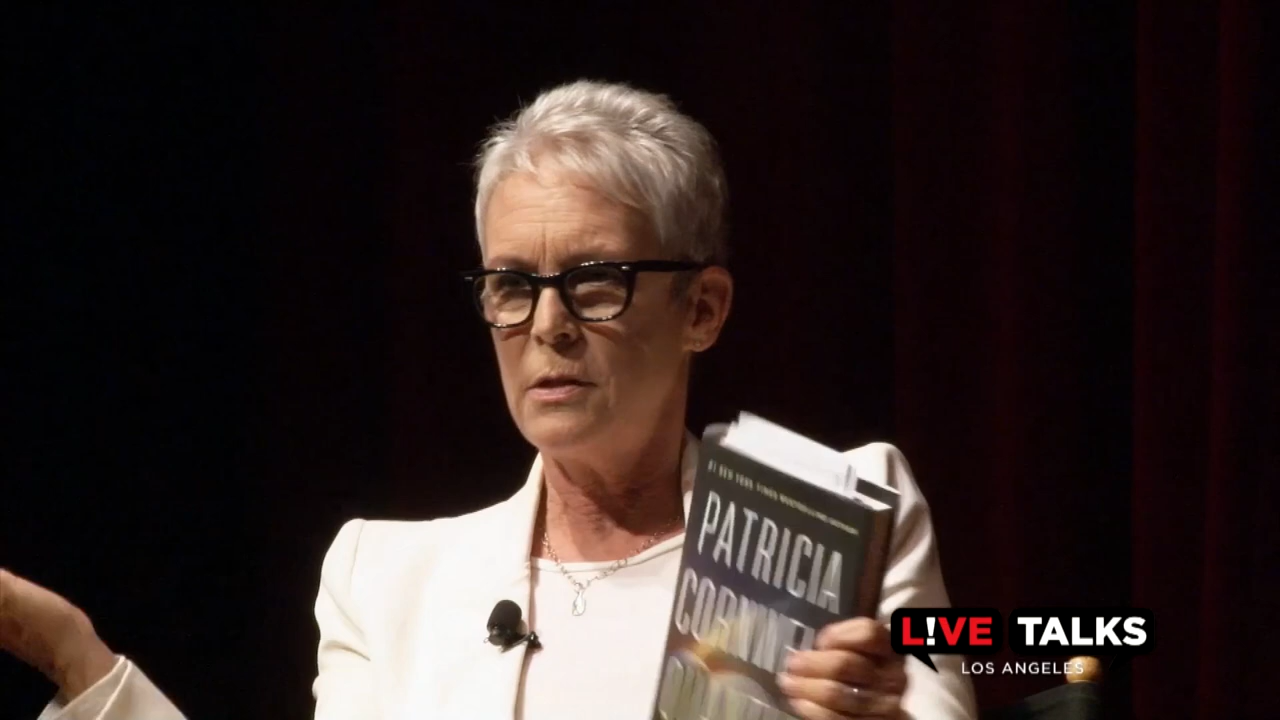 #1 NEW YORK TIMES BESTSELLING AUTHOR
PATRICIA
CORNWELL
L!VE TALKS
LOS ANGELES